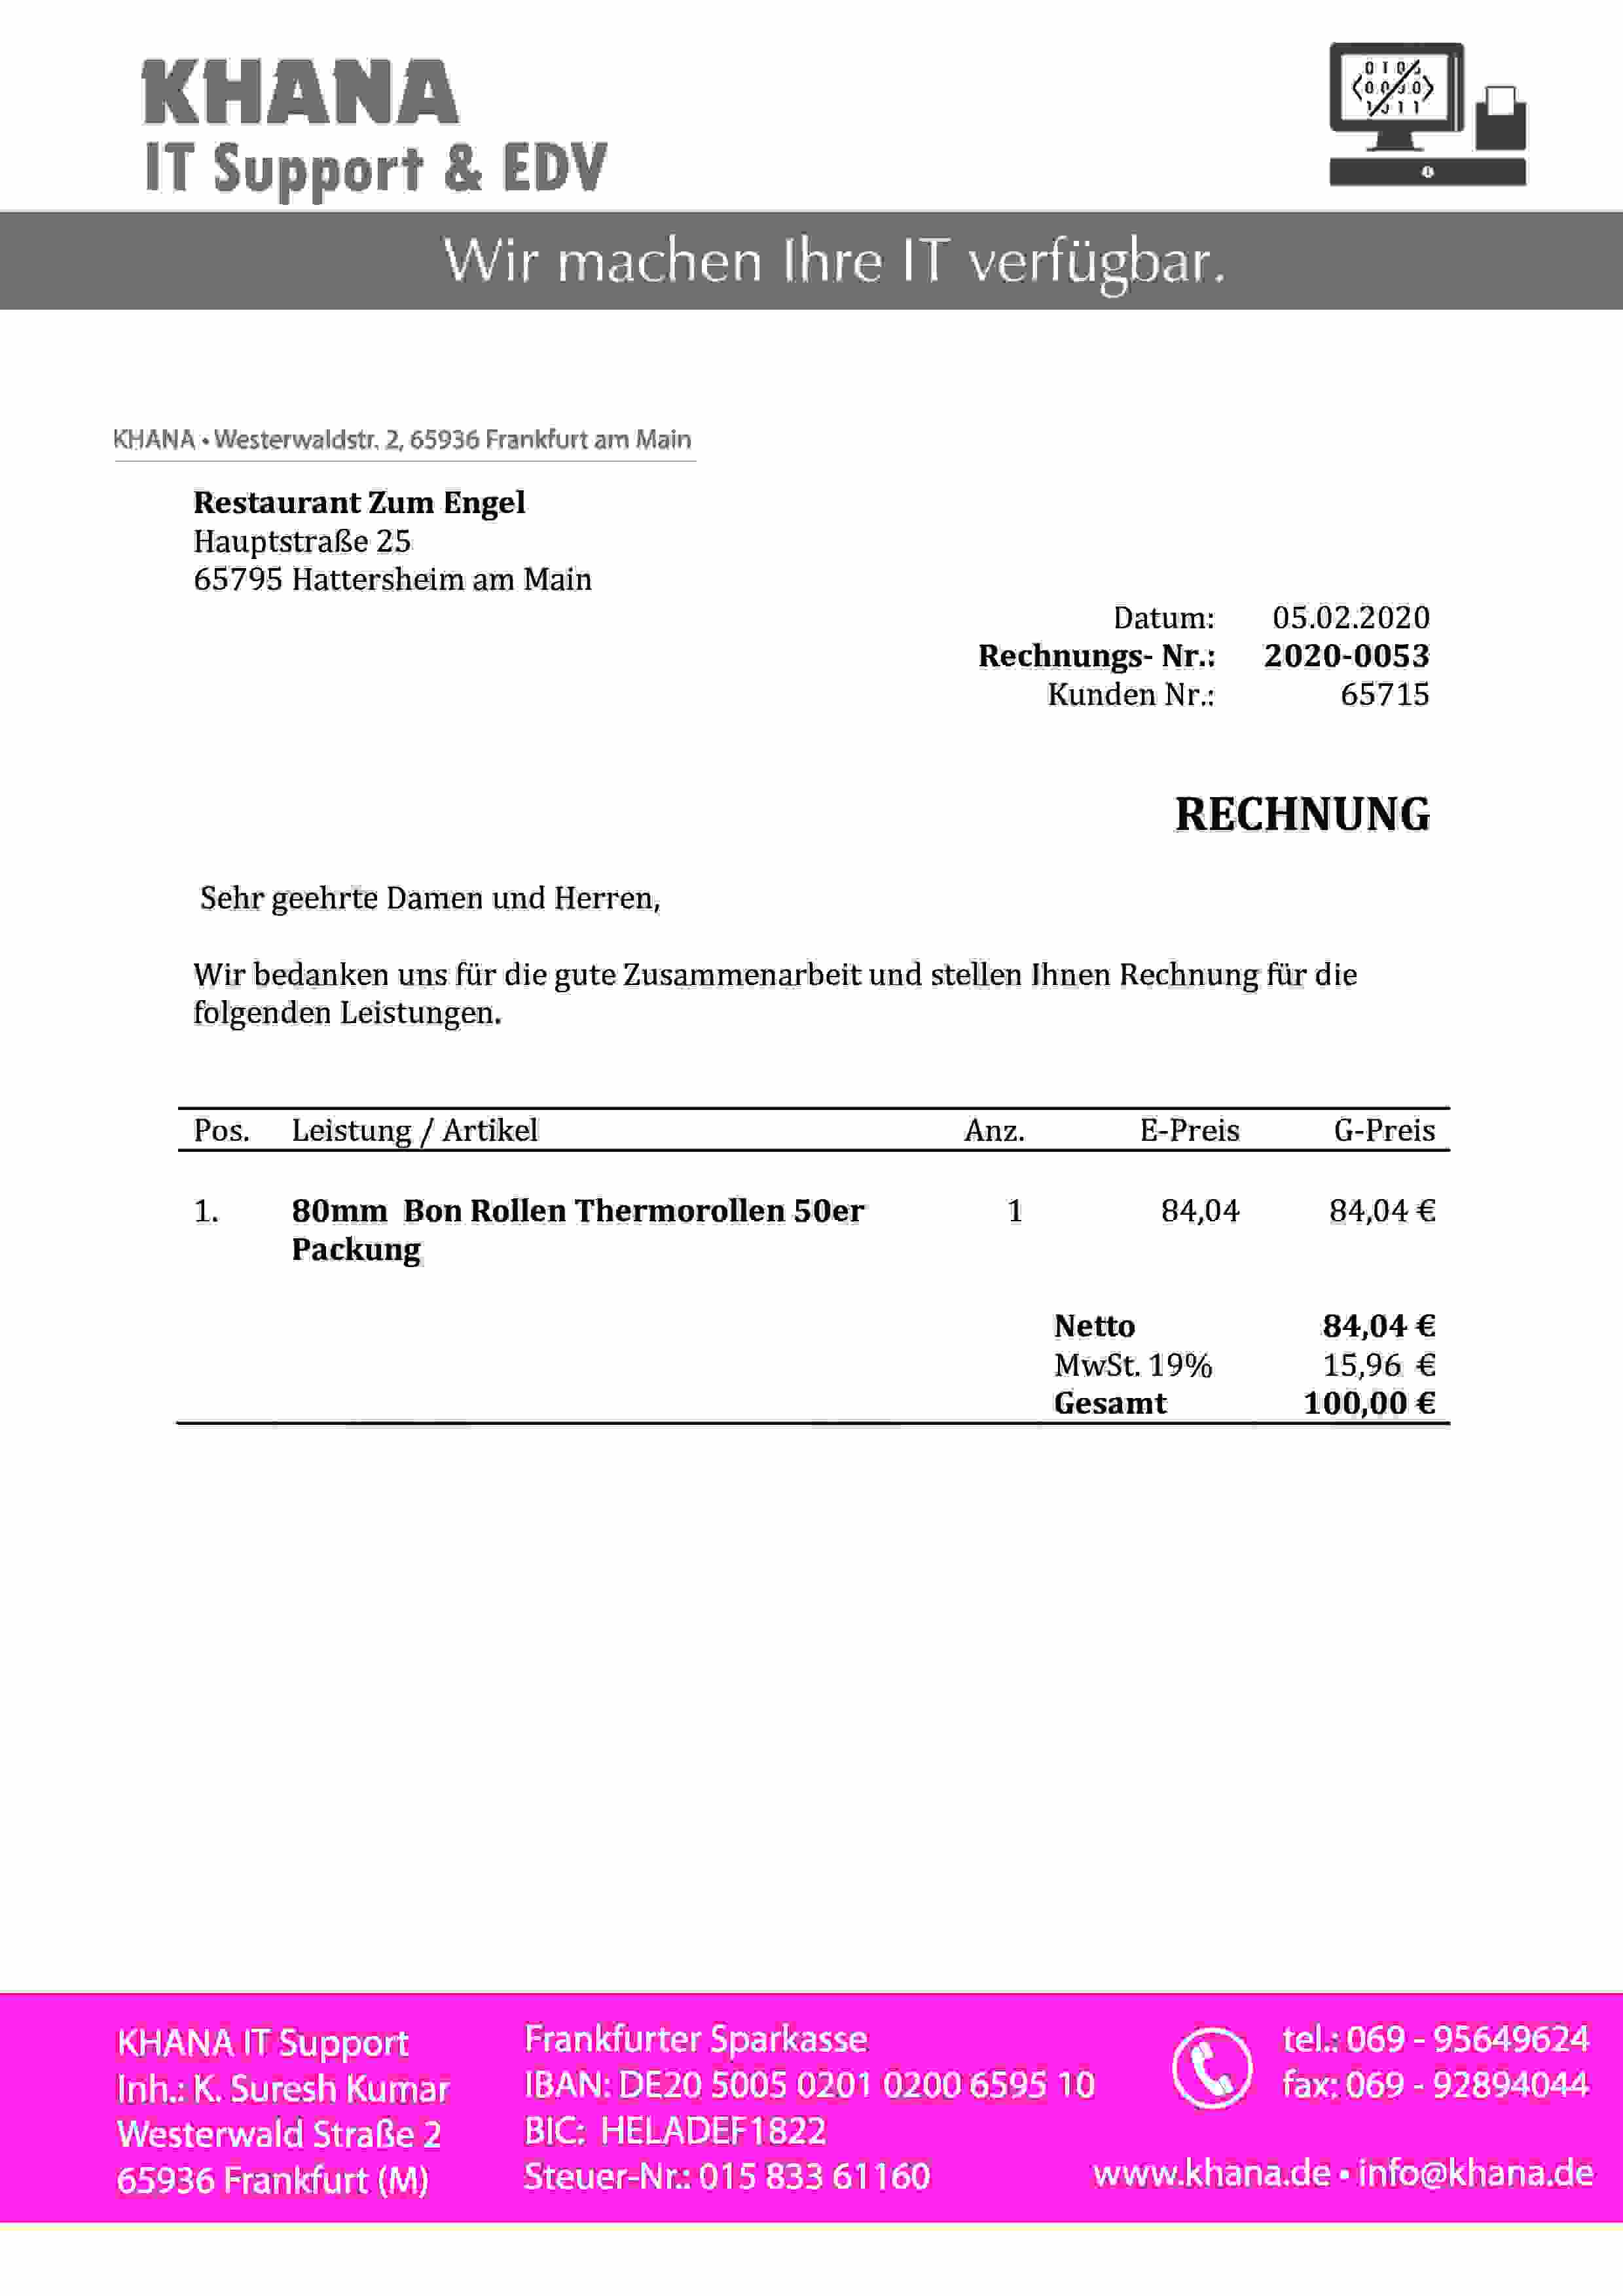 KHANA
IT Support & EDV
Wir machen Ihre IT verfügbar.
KHANA • Westerwaldstr. 2, 65936 Frankfurt am Main
Restaurant Zum Engel
Hauptstraße 25
65795 Hattersheim am Main
Datum: 05.02.2020
Rechnungs- Nr.: 2020-0053
Kunden Nr.: 65715
RECHNUNG
Sehr geehrte Damen und Herren,
Wir bedanken uns für die gute Zusammenarbeit und stellen Ihnen Rechnung für die
folgenden Leistungen.
Pos. Leistung / Artikel Anz. E-Preis G-Preis
1. 80mm Bon Rollen Thermorollen 50er 1 84,04 84,04 €
Packung
Netto 84,04 €
MwSt. 19% 15,96 €
Gesamt 100,00 €
KHANA IT Support
Inh.: K. Suresh Kumar
Westerwald Straße 2
65936 Frankfurt (M)
Frankfurter Sparkasse
IBAN: DE20 5005 0201 0200 6595 10
BIC: HELADEF1822
Steuer-Nr.: 015 833 61160
tel.: 069 - 95649624
fax: 069 - 92894044
www.khana.de • info@khana.de